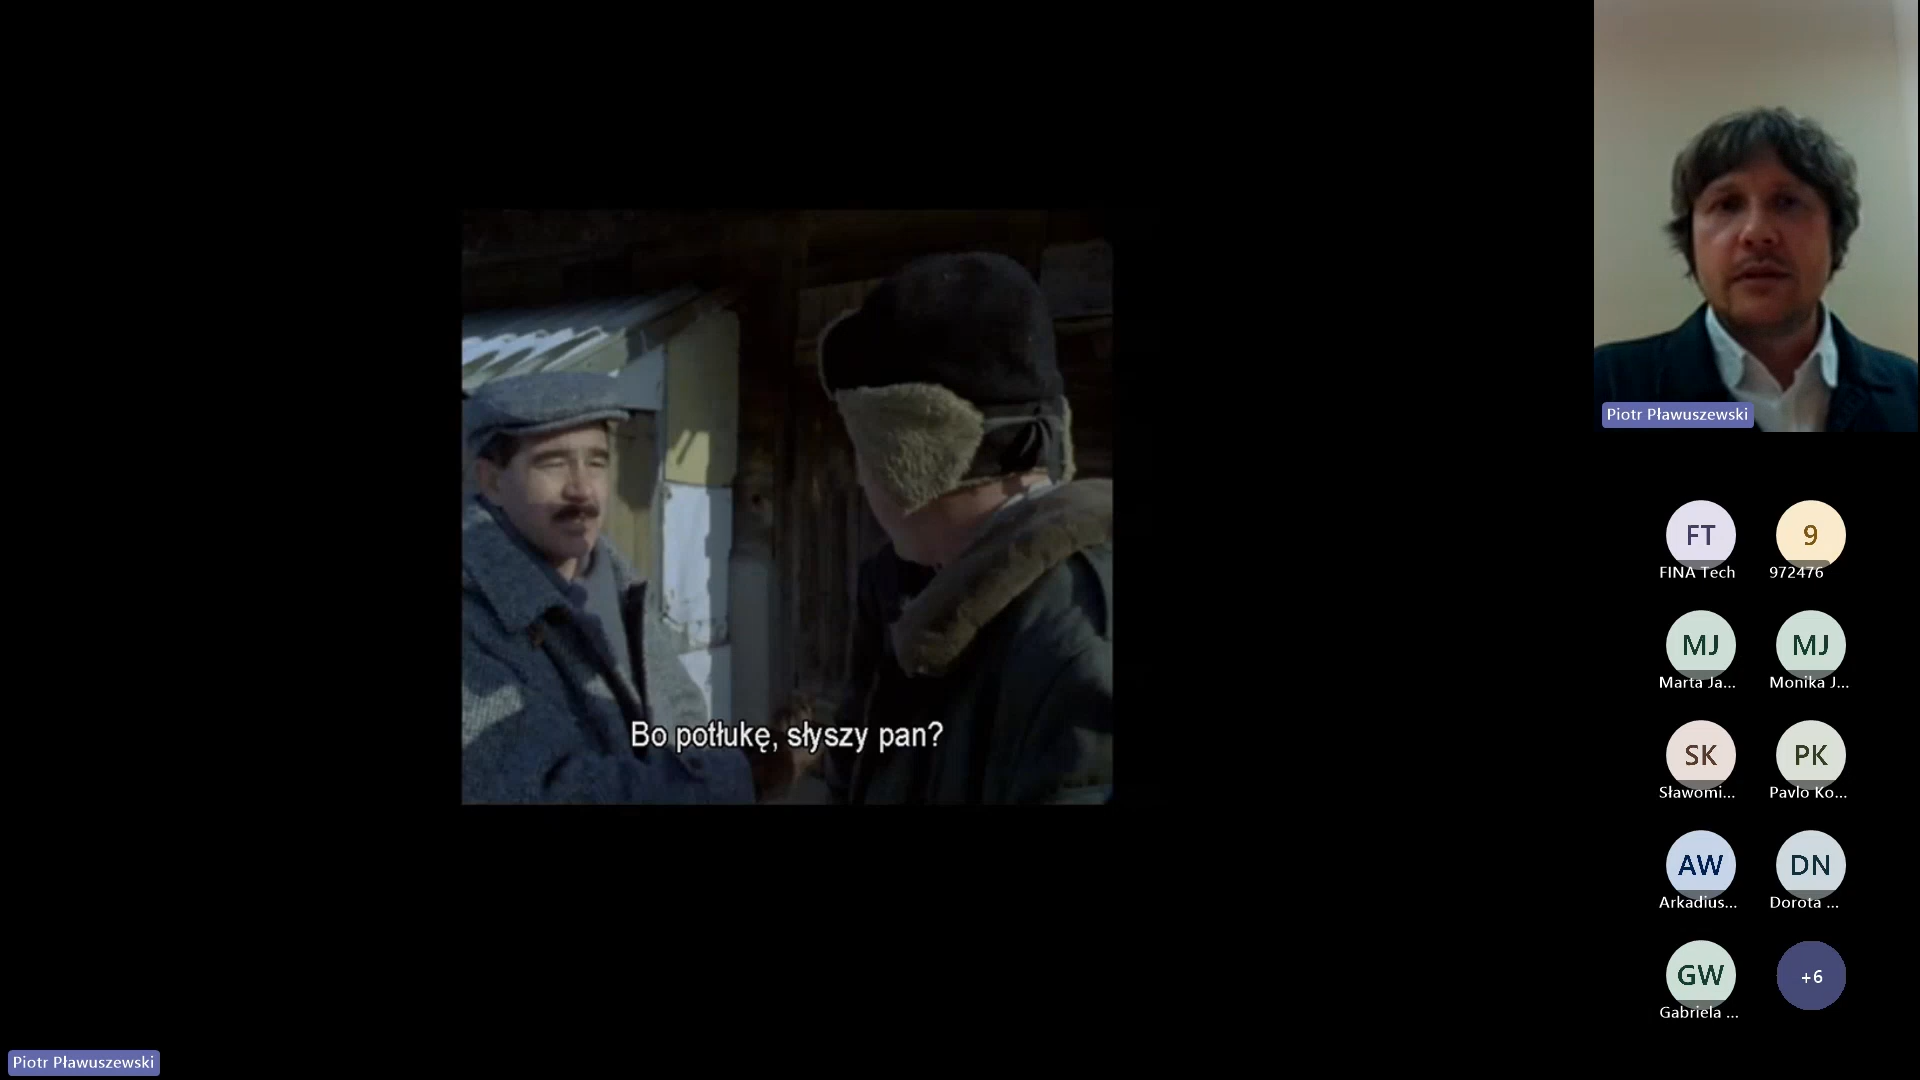 Bo potłukę, słyszy pan?
Piotr Pławuszewski
FT
9
FINA Tech
972476
MJ
MJ
Marta Ja...
Monika J...
SK
PK
Sławomi...
Pavlo Ko...
AW
DN
Arkadius...
Dorota ...
GW
+6
Gabriela ...
Piotr Pławuszewski